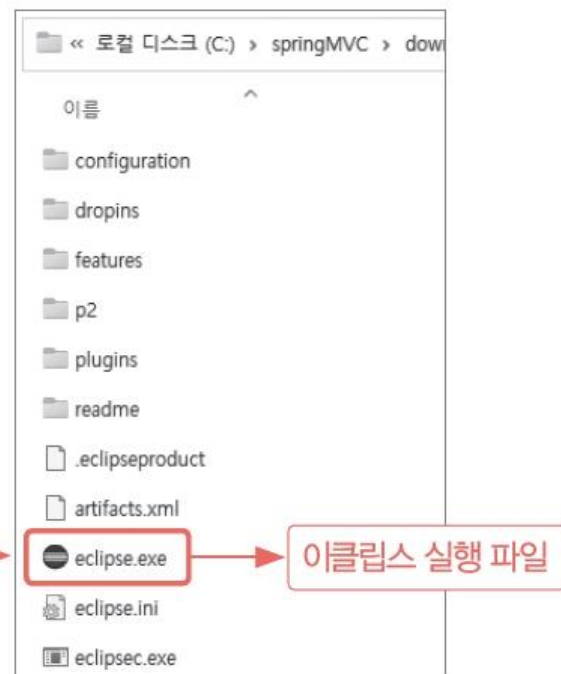 « 로컬 디스크 (C:) › springMVC ›
이름
configuration
dropins
features
p2
plugins
readme
.eclipseproduct
artifacts.xml
eclipse.exe
이클립스 실행 파일
eclipse.ini
eclipsec.exe